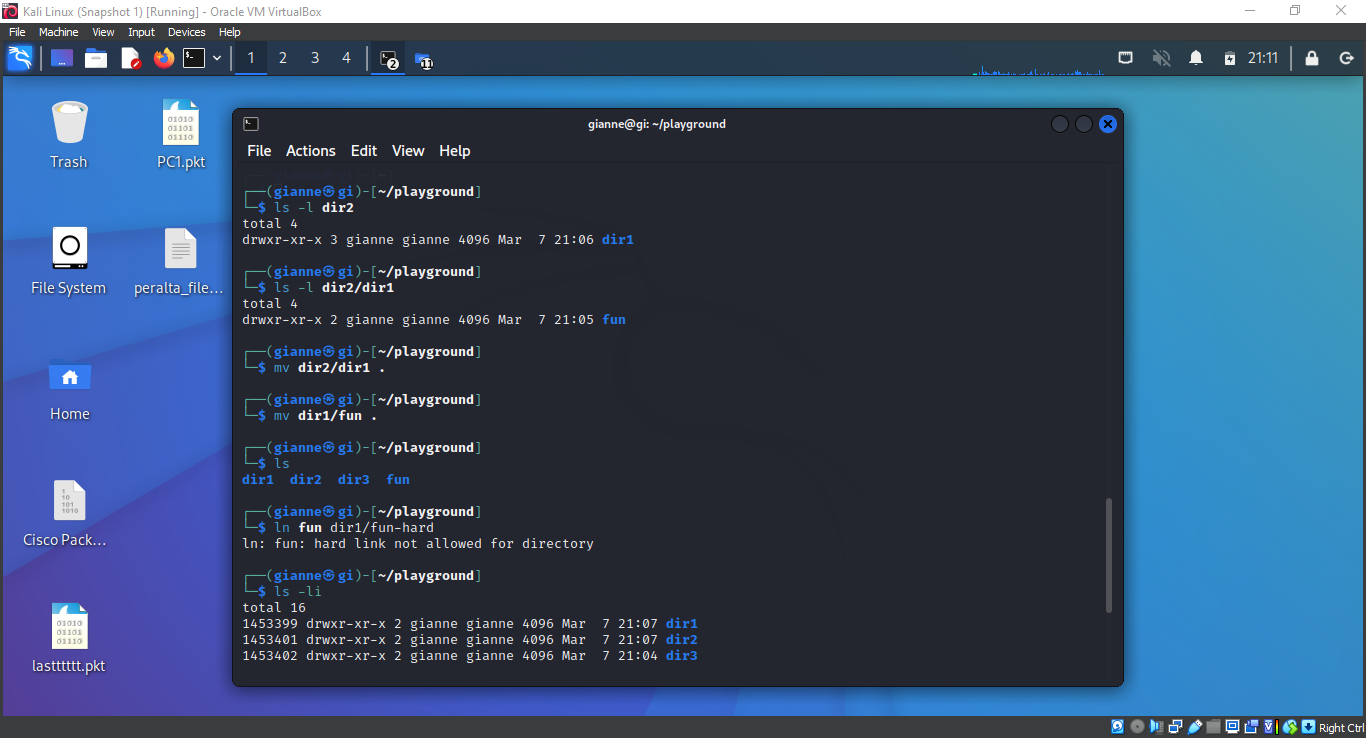 Kali Linux (Snapshot 1) [Running] - Oracle VM VirtualBox
File Machine View Input Devices Help
1 2 3 4 2 11 21:11
Trash
PC1.pkt
File System
peralta_file...
Home
Cisco Pack...
lastttttt.pkt
gianne@gi: ~/playground
File Actions Edit View Help
┌──(gianne㉿gi)-[~/playground]
└─$ ls -l dir2
total 4
drwxr-xr-x 3 gianne gianne 4096 Mar  7 21:06 dir1
┌──(gianne㉿gi)-[~/playground]
└─$ ls -l dir2/dir1
total 4
drwxr-xr-x 2 gianne gianne 4096 Mar  7 21:05 fun
┌──(gianne㉿gi)-[~/playground]
└─$ mv dir2/dir1 .
┌──(gianne㉿gi)-[~/playground]
└─$ mv dir1/fun .
┌──(gianne㉿gi)-[~/playground]
└─$ ls
dir1  dir2  dir3  fun
┌──(gianne㉿gi)-[~/playground]
└─$ ln fun dir1/fun-hard
ln: fun: hard link not allowed for directory
┌──(gianne㉿gi)-[~/playground]
└─$ ls -li
total 16
1453399 drwxr-xr-x 2 gianne gianne 4096 Mar  7 21:07 dir1
1453401 drwxr-xr-x 2 gianne gianne 4096 Mar  7 21:07 dir2
1453402 drwxr-xr-x 2 gianne gianne 4096 Mar  7 21:04 dir3
Right Ctrl